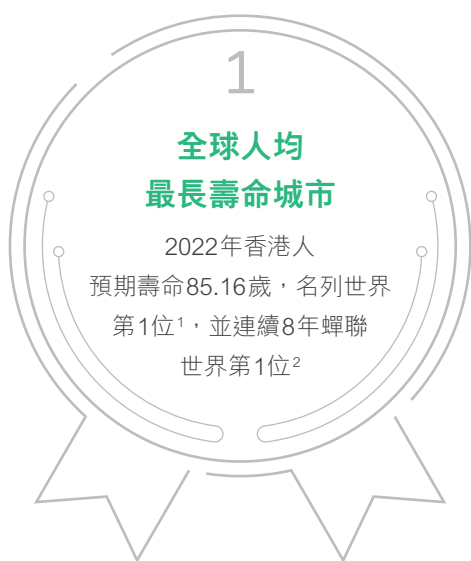 1
全球人均
最長壽命城市
2022年香港人
預期壽命85.16歲，名列世界
第1位¹，並連續8年蟬聯
世界第1位²